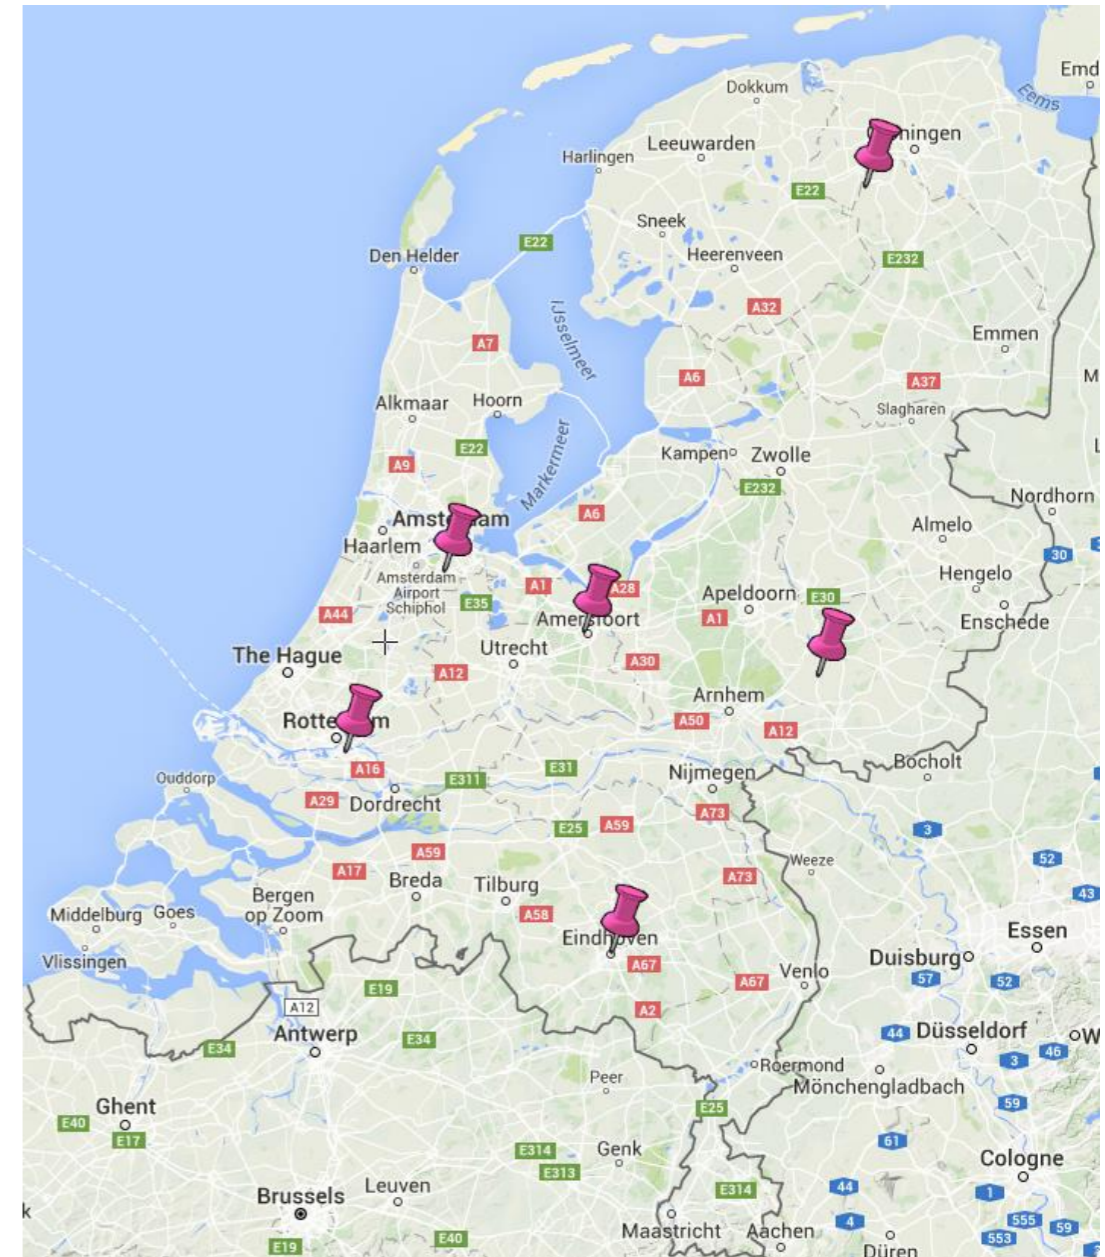 Emd
Dokkum
Eems
ningen
Leeuwarden
Harlingen
E22
Sneek
E22
Heerenveen
Den Helder
E232
A32
IJsselmeer
Emmen
A7
A6
A37
M
Alkmaar
Hoorn
Slagharen
E22
Markermeer
Kampen
Zwolle
A9
E232
Nordhorn
A6
Amst
am
Almelo
Haarlem
30
Amsterdam
Airport
Schiphol
A1
A28
Hengelo
Apeldoorn
E30
E35
A44
Amersfoort
A1
Enschede
The Hague
Utrecht
A30
A12
Arnhem
Rotte
m
A50
A12
Bocholt
A16
E311
E31
Nijmegen
Ouddorp
A29
Dordrecht
A73
E25
A59
3
A59
Weeze
52
A17
Breda
Tilburg
A73
43
Bergen
op Zoom
Middelburg
Goes
A58
Essen
Eindhoven
Vlissingen
A67
Duisburg
Venlo
57
52
E19
A67
A12
A2
Antwerp
E34
44
Düsseldorf
W
E34
46
3
Roermond
Peer
Mönchengladbach
Ghent
E25
59
E40
E17
61
E314
Genk
E313
Cologne
Brussels
Leuven
E314
44
1
k
4
555
59
Maastricht
Aachen
553
E19
E40
Düren